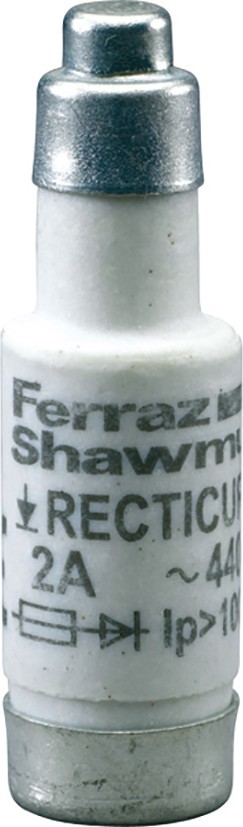 Ferraz
Shawmu
RECTICU
2A ~440
Ip>10